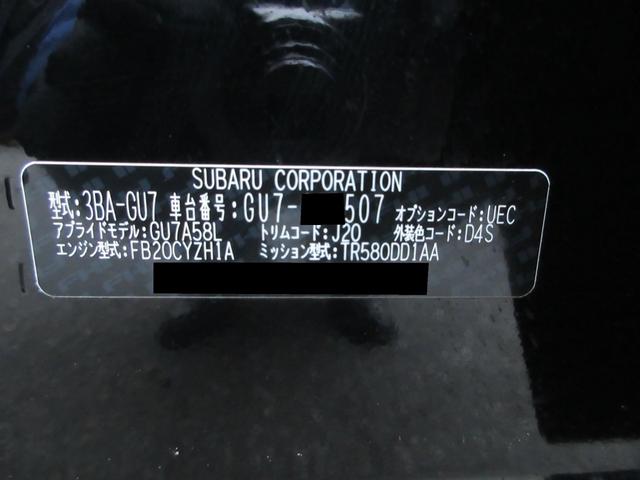 SUBARU CORPORATION
型式:3BA-GU7 車台番号:GU7- 507 オプションコード:UEC
アプライドモデル:GU7A58L トリムコード:J20 外装色コード:D4S
エンジン型式:FB20CYZHIA ミッション型式:TR580DD1AA